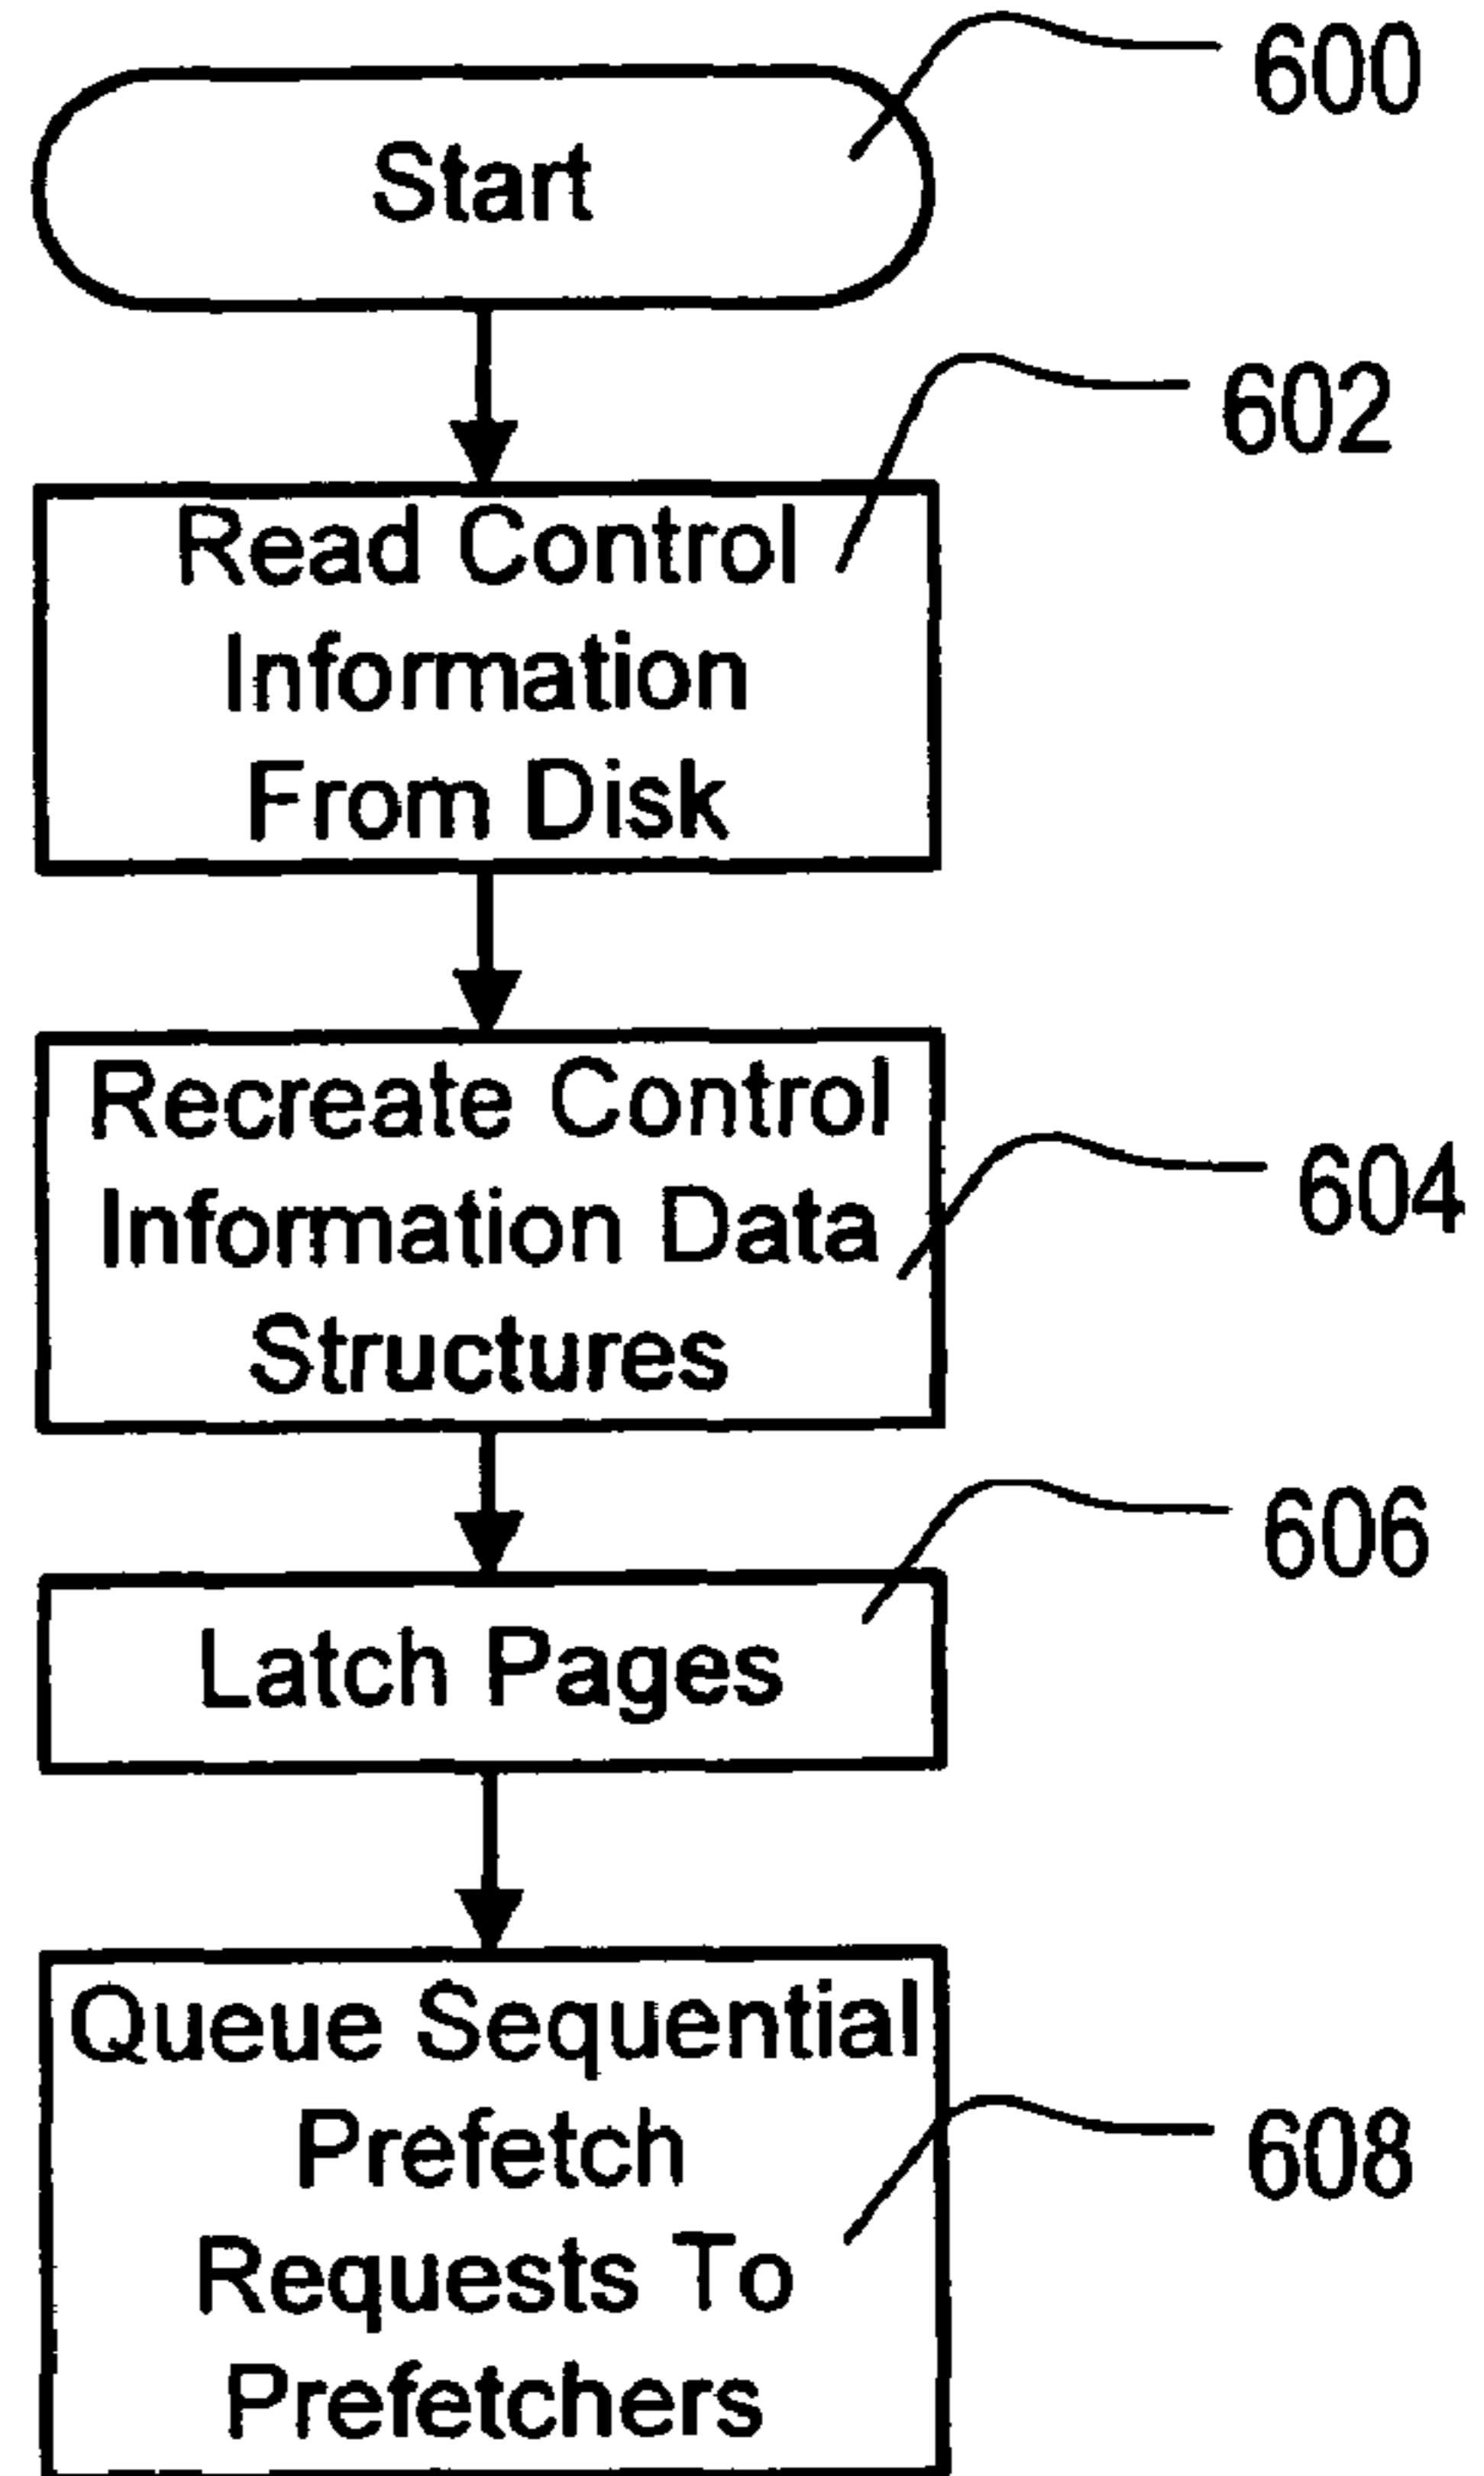 600
Start
602
Read Control
Information
From Disk
Recreate Control
Information Data
Structures
604
606
Latch Pages
Queue Sequential
Prefetch
608
Requests To
Prefetchers